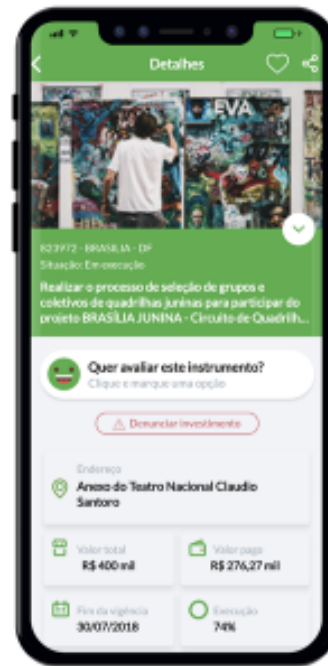 Detalhes
EVA
823972 - BRASILIA - DF
Situação: Em execução
Realizar o processo de seleção de grupos e
coletivos de quadrilhas juninas para participar do
projeto BRASÍLIA JUNINA - Circuito de Quadrilh...
Quer avaliar este instrumento?
Clique e marque uma opção
Denunciar investimento
Endereço
Anexo do Teatro Nacional Claudio
Santoro
Valor total
R$ 400 mil
Valor pago
R$ 276,27 mil
Fim da vigência
30/07/2018
Execução
74%